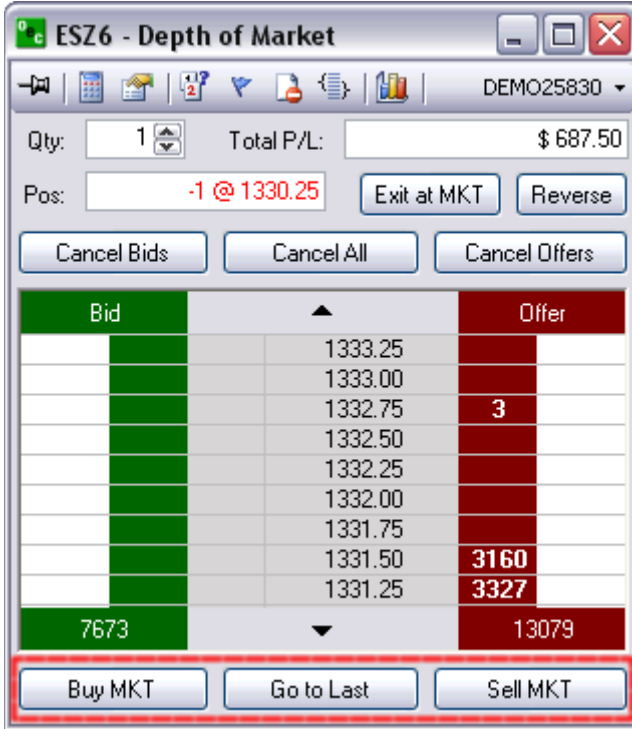 OEC ESZ6 - Depth of Market
DEMO25830
Qty: 1 Total P/L: $ 687.50
Pos: -1 @ 1330.25 Exit at MKT Reverse
Cancel Bids Cancel All Cancel Offers
Bid Offer
1333.25
1333.00
1332.75 3
1332.50
1332.25
1332.00
1331.75
1331.50 3160
1331.25 3327
7673 13079
Buy MKT Go to Last Sell MKT